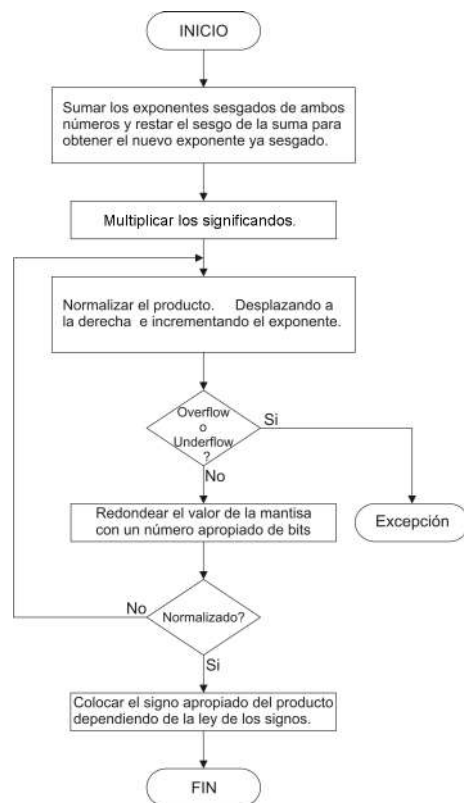 INICIO
Sumar los exponentes sesgados de ambos
números y restar el sesgo de la suma para
obtener el nuevo exponente ya sesgado.
Multiplicar los significandos.
Normalizar el producto. Desplazando a
la derecha e incrementando el exponente.
Overflow
o
Underflow
?
Si
No
Redondear el valor de la mantisa
con un número apropiado de bits
Excepción
No
Normalizado?
Si
Colocar el signo apropiado del producto
dependiendo de la ley de los signos.
FIN